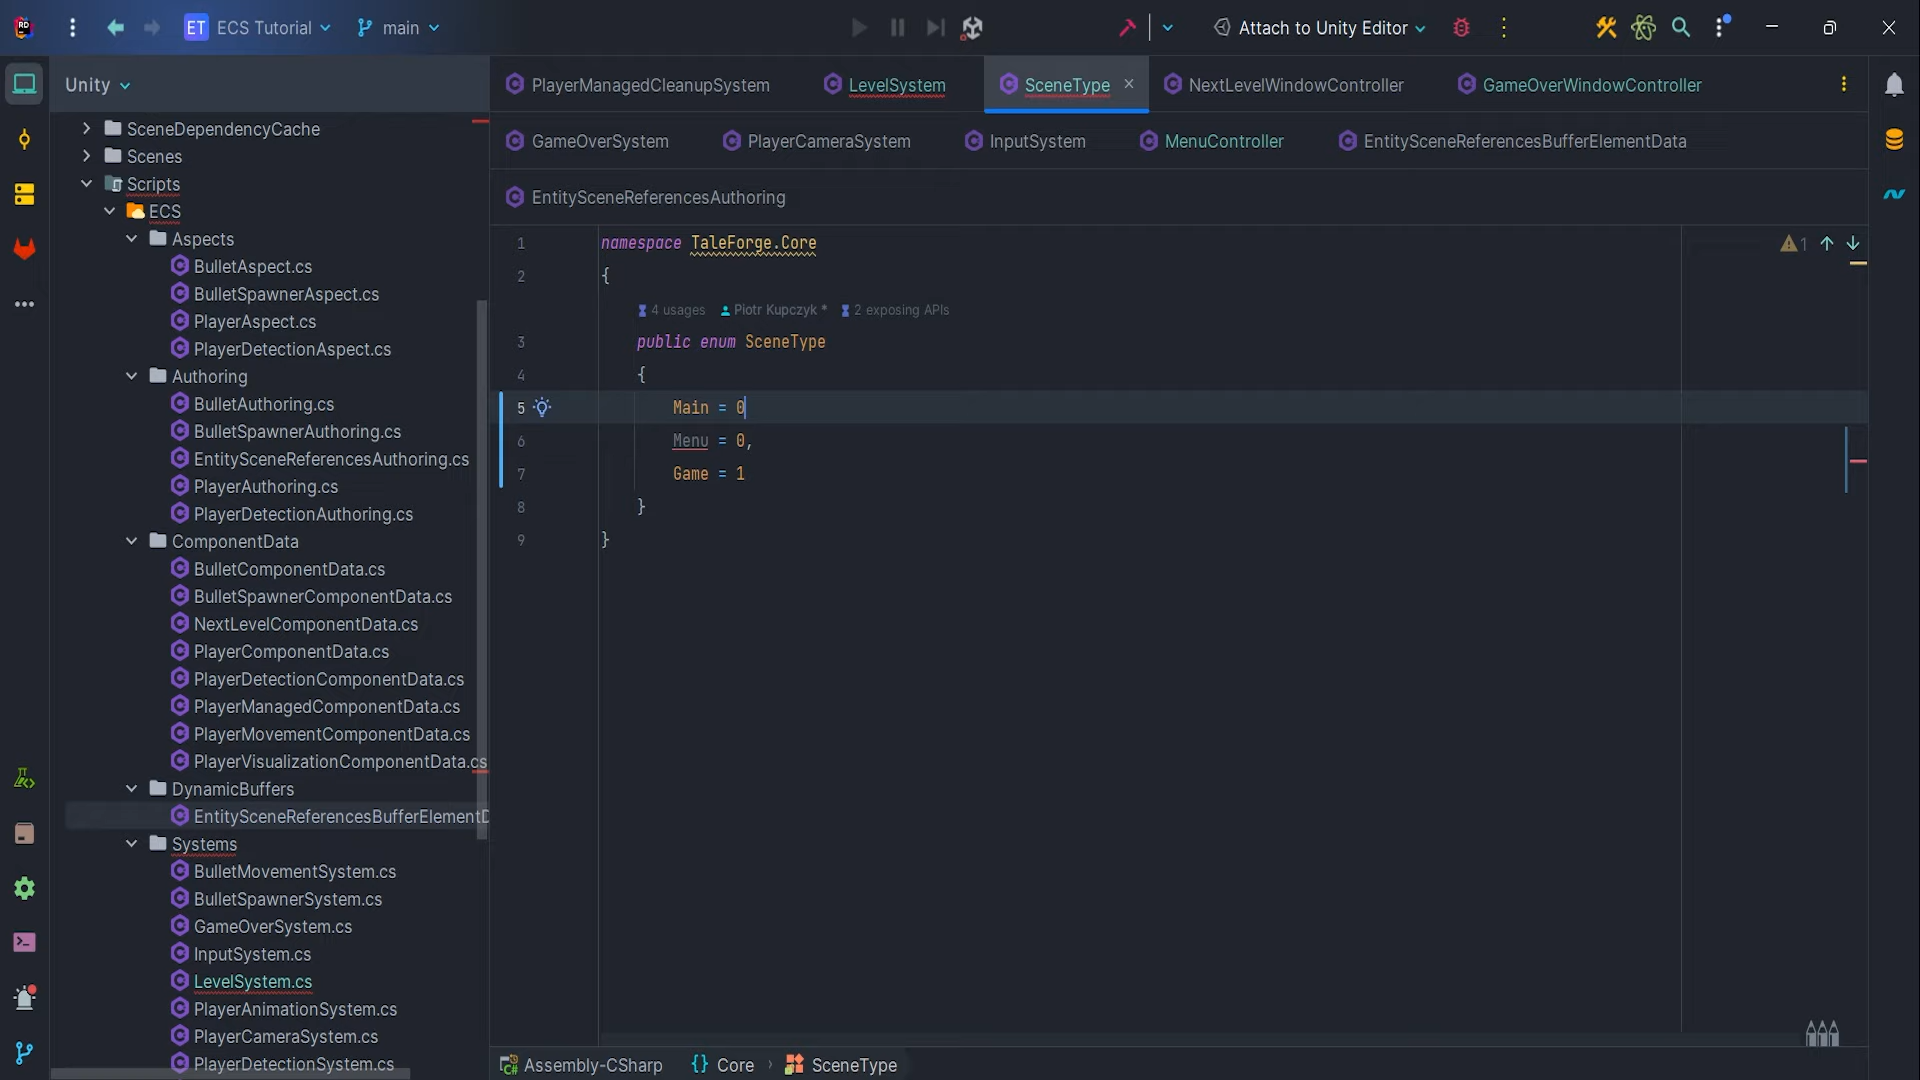 ET ECS Tutorial main Attach to Unity Editor
Unity
PlayerManagedCleanupSystem LevelSystem SceneType NextLevelWindowController GameOverWindowController
GameOverSystem PlayerCameraSystem InputSystem MenuController EntitySceneReferencesBufferElementData
EntitySceneReferencesAuthoring
SceneDependencyCache
Scenes
Scripts
ECS
Aspects
BulletAspect.cs
BulletSpawnerAspect.cs
PlayerAspect.cs
PlayerDetectionAspect.cs
Authoring
BulletAuthoring.cs
BulletSpawnerAuthoring.cs
EntitySceneReferencesAuthoring.cs
PlayerAuthoring.cs
PlayerDetectionAuthoring.cs
ComponentData
BulletComponentData.cs
BulletSpawnerComponentData.cs
NextLevelComponentData.cs
PlayerComponentData.cs
PlayerDetectionComponentData.cs
PlayerManagedComponentData.cs
PlayerMovementComponentData.cs
PlayerVisualizationComponentData.cs
DynamicBuffers
EntitySceneReferencesBufferElementD
Systems
BulletMovementSystem.cs
BulletSpawnerSystem.cs
GameOverSystem.cs
InputSystem.cs
LevelSystem.cs
PlayerAnimationSystem.cs
PlayerCameraSystem.cs
PlayerDetectionSystem.cs
1 namespace TaleForge.Core
2 {
4 usages Piotr Kupczyk * 2 exposing APIs
3 public enum SceneType
4 {
5 Main = 0
6 Menu = 0,
7 Game = 1
8 }
9 }
1
Assembly-CSharp {} Core SceneType